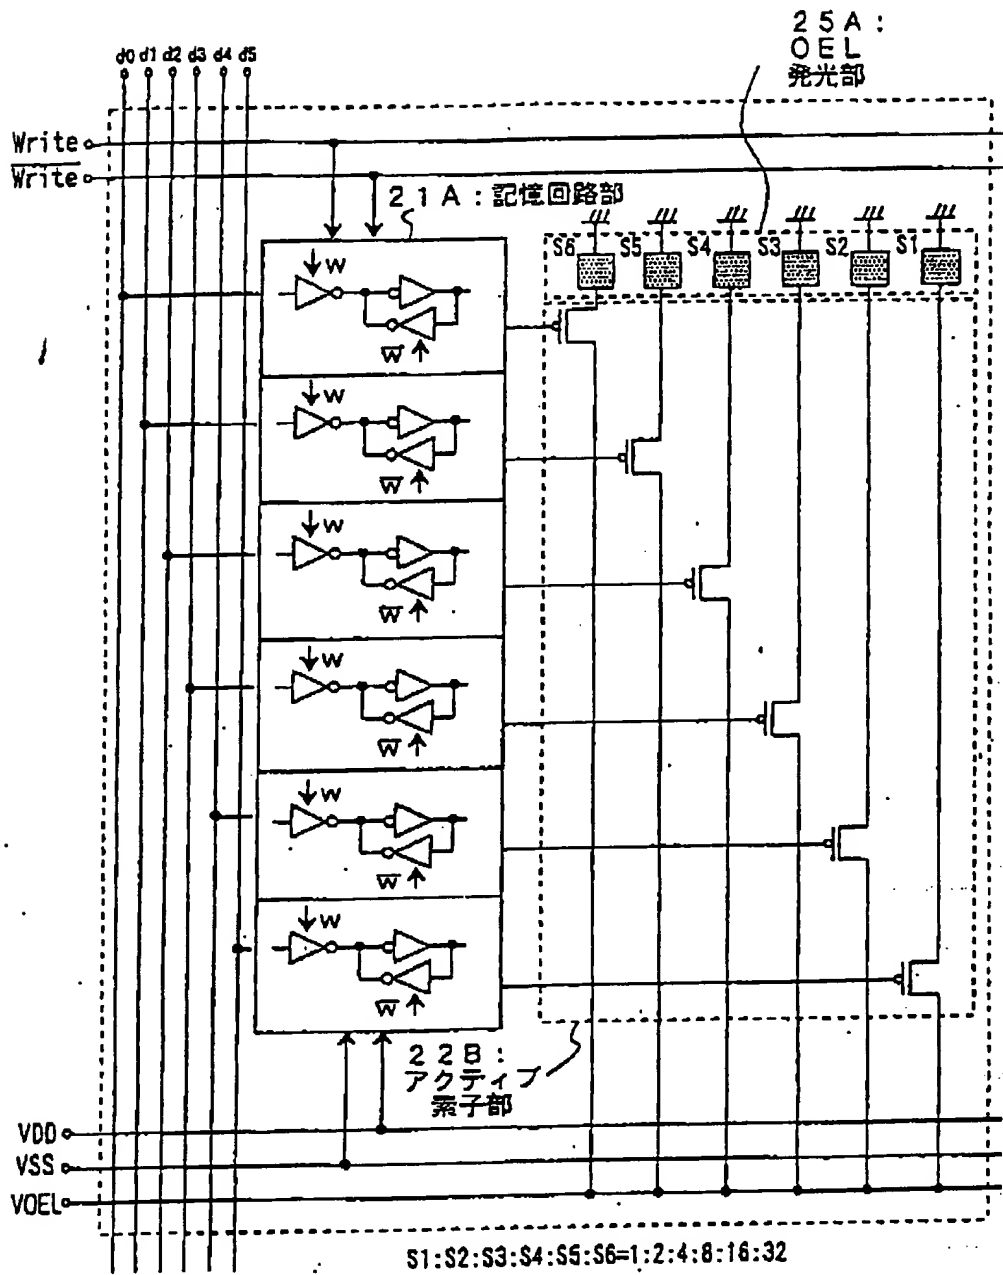 25A:
OEL
発光部
d0 d1 d2 d3 d4 d5
Write
W̅r̅i̅t̅e̅
21A:記憶回路部
S6 S5 S4 S3 S2 S1
W
W̅
W
W̅
W
W̅
W
W̅
W
W̅
W
W̅
22B:
アクティブ
素子部
VDD
VSS
VOEL
S1:S2:S3:S4:S5:S6=1:2:4:8:16:32